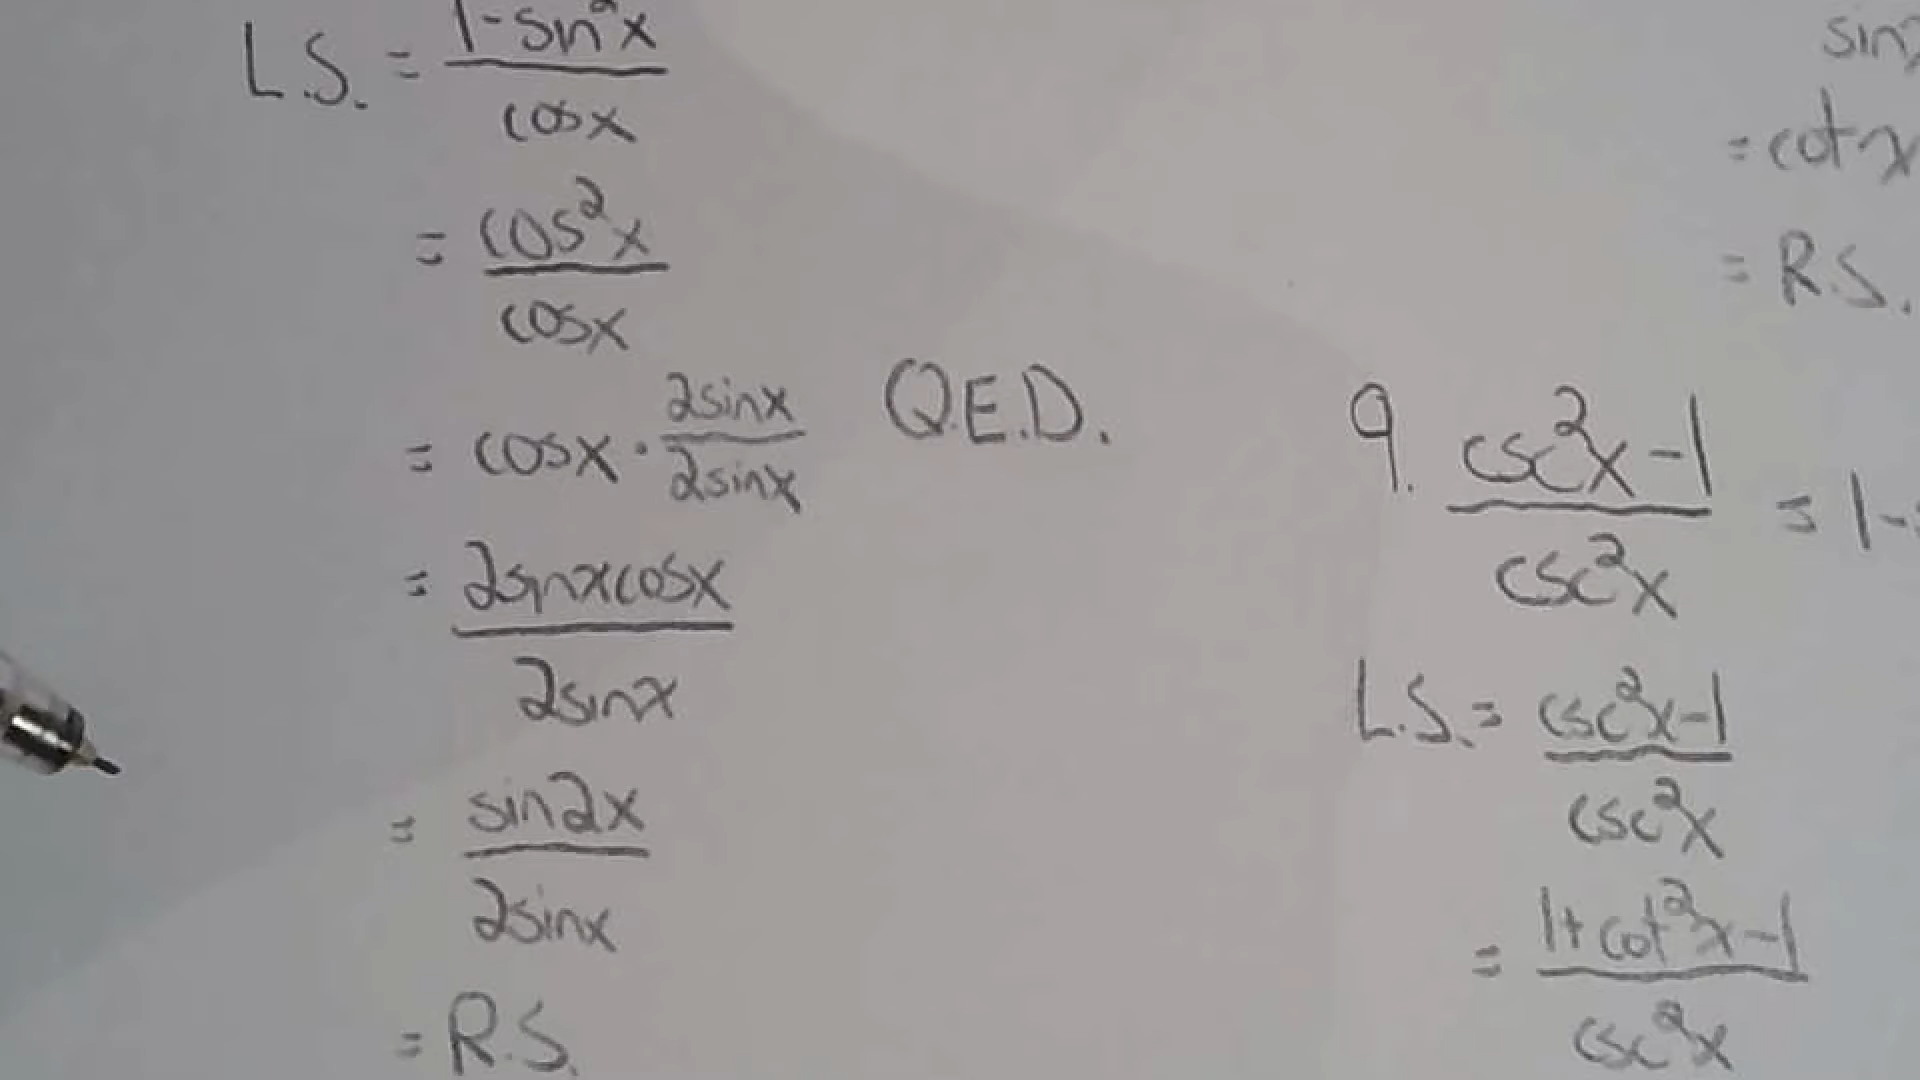 L.S. = 1-sin²x
cosx
= cos²x
cosx
= cosx · 2sinx Q.E.D.
2sinx
= 2sinxcosx
2sinx
= sin2x
2sinx
= R.S.
= cotx
= R.S.
9. csc²x-1 = 1-
csc²x
L.S. = csc²x-1
csc²x
= 1+cot²x-1
csc²x